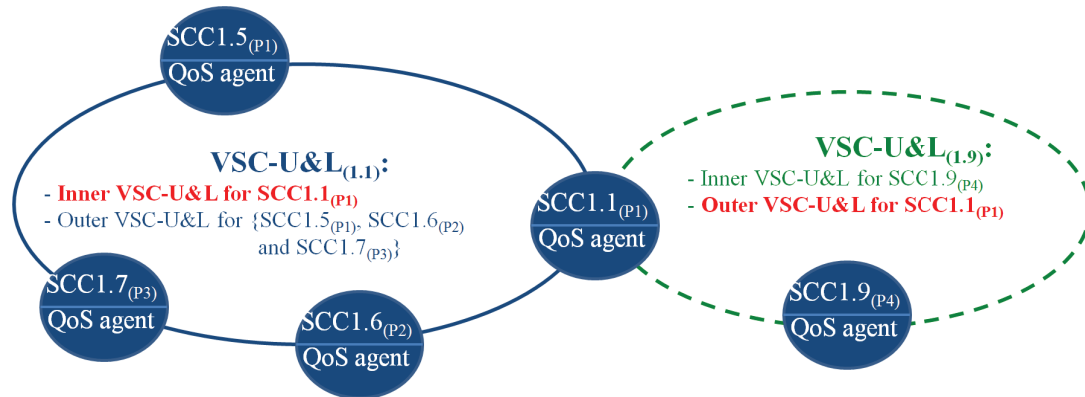 SCC1.5(P1)
QoS agent
VSC-U&L(1.1):
- Inner VSC-U&L for SCC1.1(P1)
- Outer VSC-U&L for {SCC1.5(P1), SCC1.6(P2)
and SCC1.7(P3)}
SCC1.1(P1)
QoS agent
VSC-U&L(1.9):
- Inner VSC-U&L for SCC1.9(P4)
- Outer VSC-U&L for SCC1.1(P1)
SCC1.7(P3)
QoS agent
SCC1.6(P2)
QoS agent
SCC1.9(P4)
QoS agent